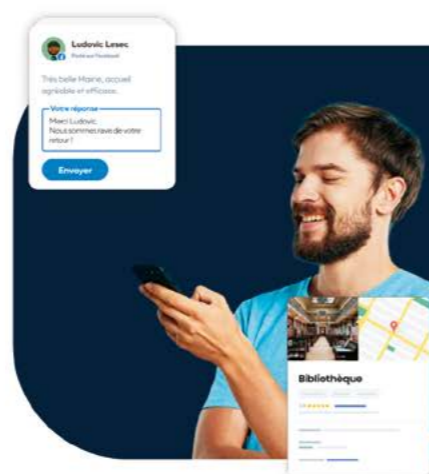 Ludovic Lesec
Posté sur Facebook
Très belle Mairie, accueil
agréable et efficace.
Votre réponse
Merci Ludovic.
Nous sommes ravis de votre
retour !
Envoyer
Bibliothèque